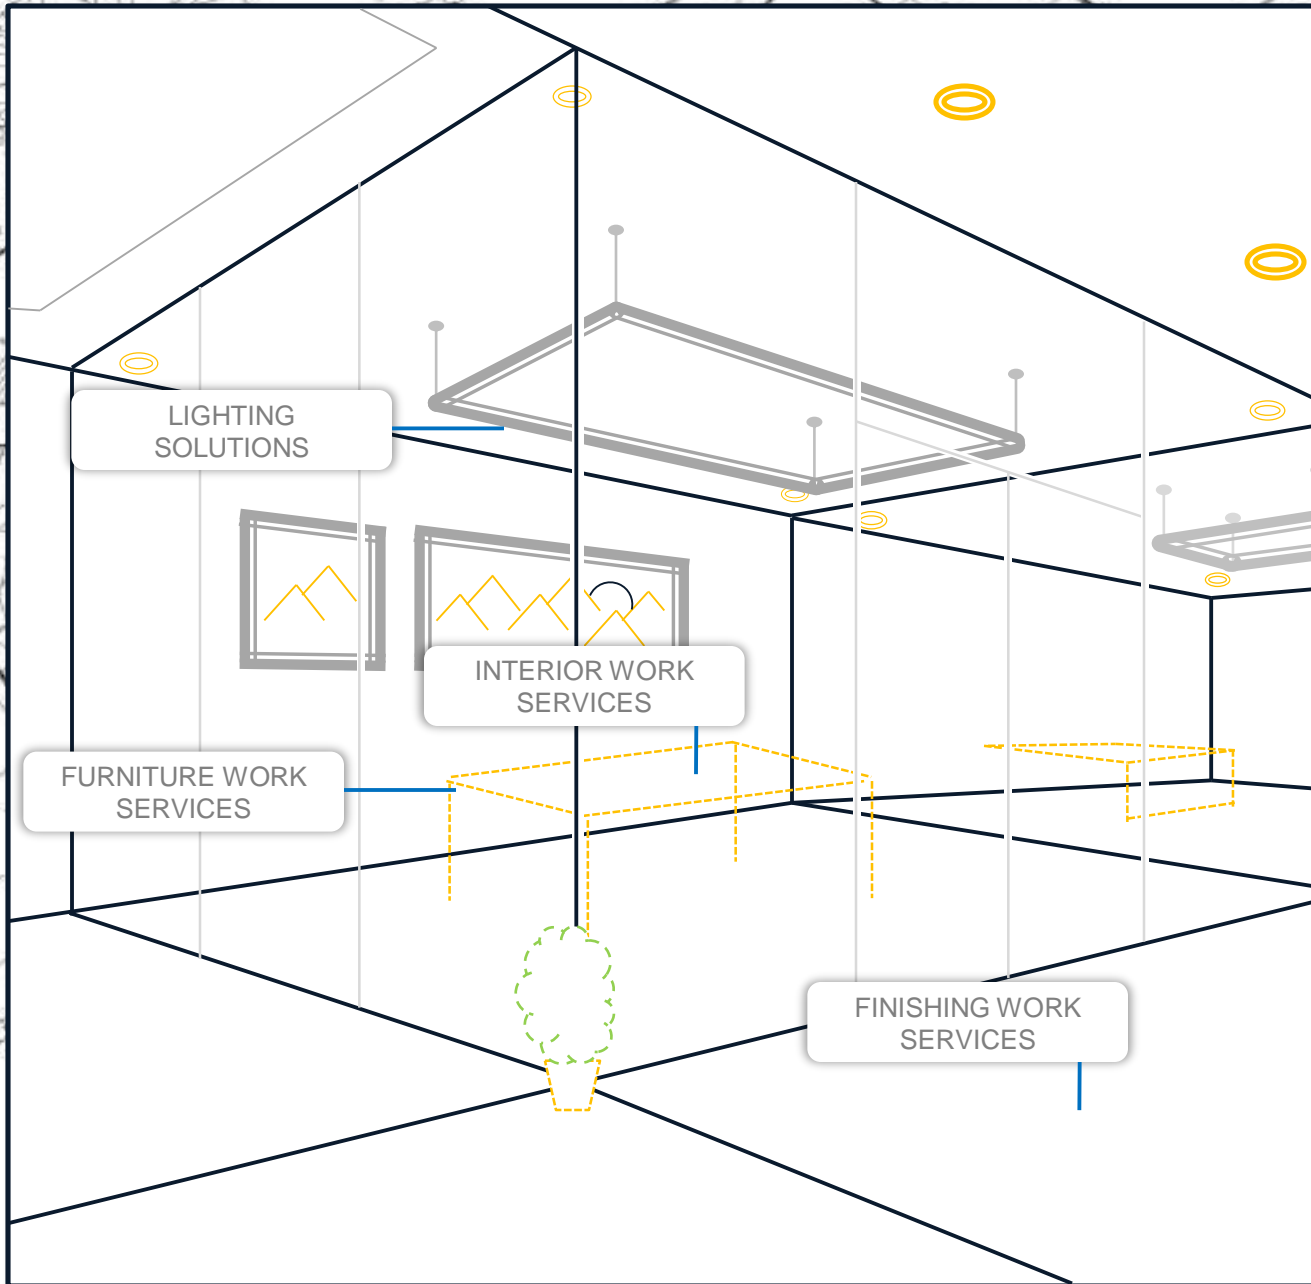 LIGHTING
SOLUTIONS
INTERIOR WORK
SERVICES
FURNITURE WORK
SERVICES
FINISHING WORK
SERVICES